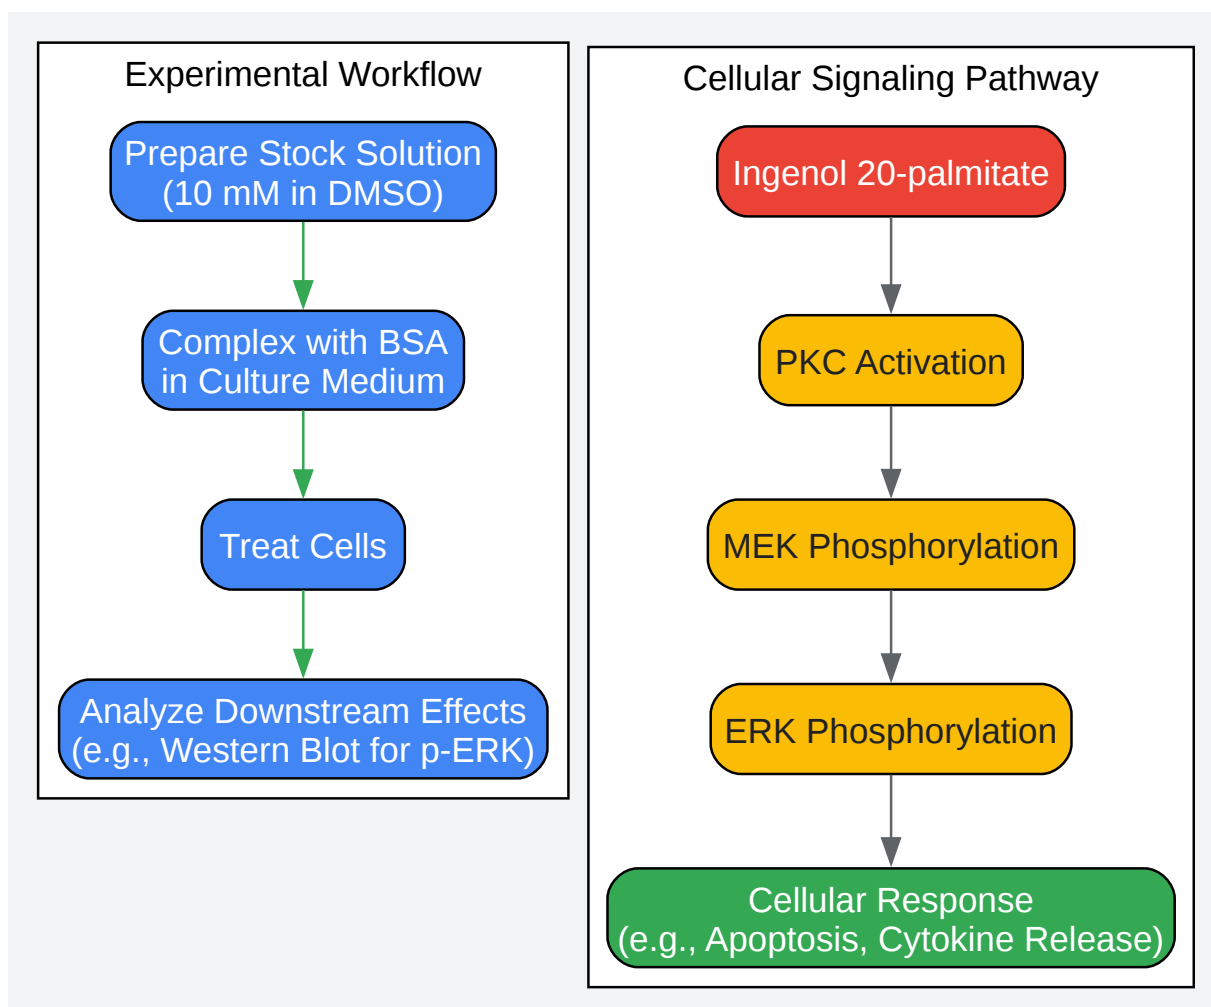 Experimental Workflow
Prepare Stock Solution
(10 mM in DMSO)
Complex with BSA
in Culture Medium
Treat Cells
Analyze Downstream Effects
(e.g., Western Blot for p-ERK)
Cellular Signaling Pathway
Ingenol 20-palmitate
PKC Activation
MEK Phosphorylation
ERK Phosphorylation
Cellular Response
(e.g., Apoptosis, Cytokine Release)